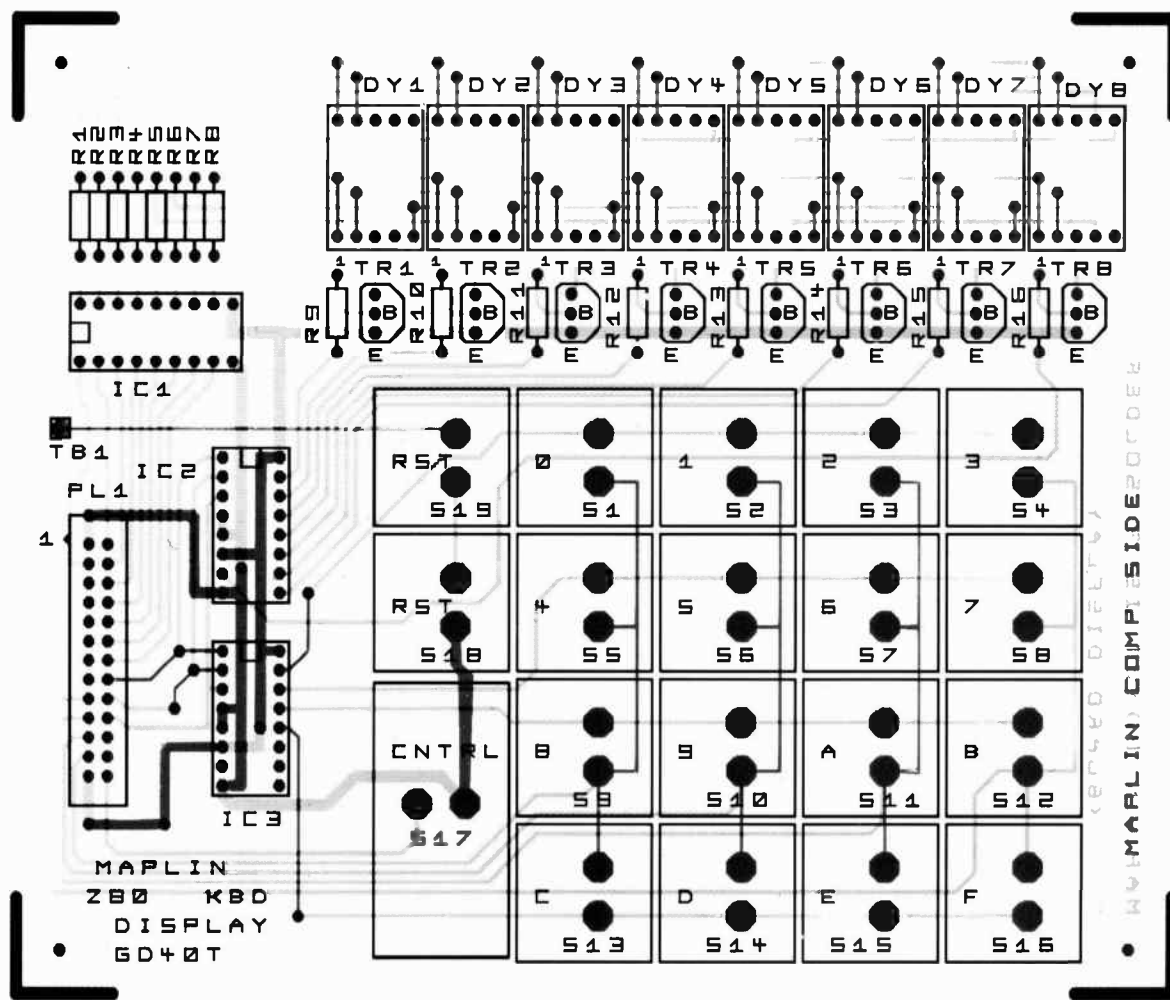 DY1 DY2 DY3 DY4 DY5 DY6 DY7 DY8
R1 R2 R3 R4 R5 R6 R7 R8
1 TR1 1 TR2 1 TR3 1 TR4 1 TR5 1 TR6 1 TR7 1 TR8
R9 B R10 B R11 B R12 B R13 B R14 B R15 B R16 B
E E E E E E E E
IC1
TB1
IC2
RST 0 1 2 3
S19 S1 S2 S3 S4
PL1
1
RST 4 5 6 7
S18 S5 S6 S7 S8
CNTRL 8 9 A B
S9 S10 S11 S12
IC3
S17
MAPLIN
Z80 KBD
DISPLAY
GD40T
C D E F
S13 S14 S15 S16
MARLIN COMP SIDE